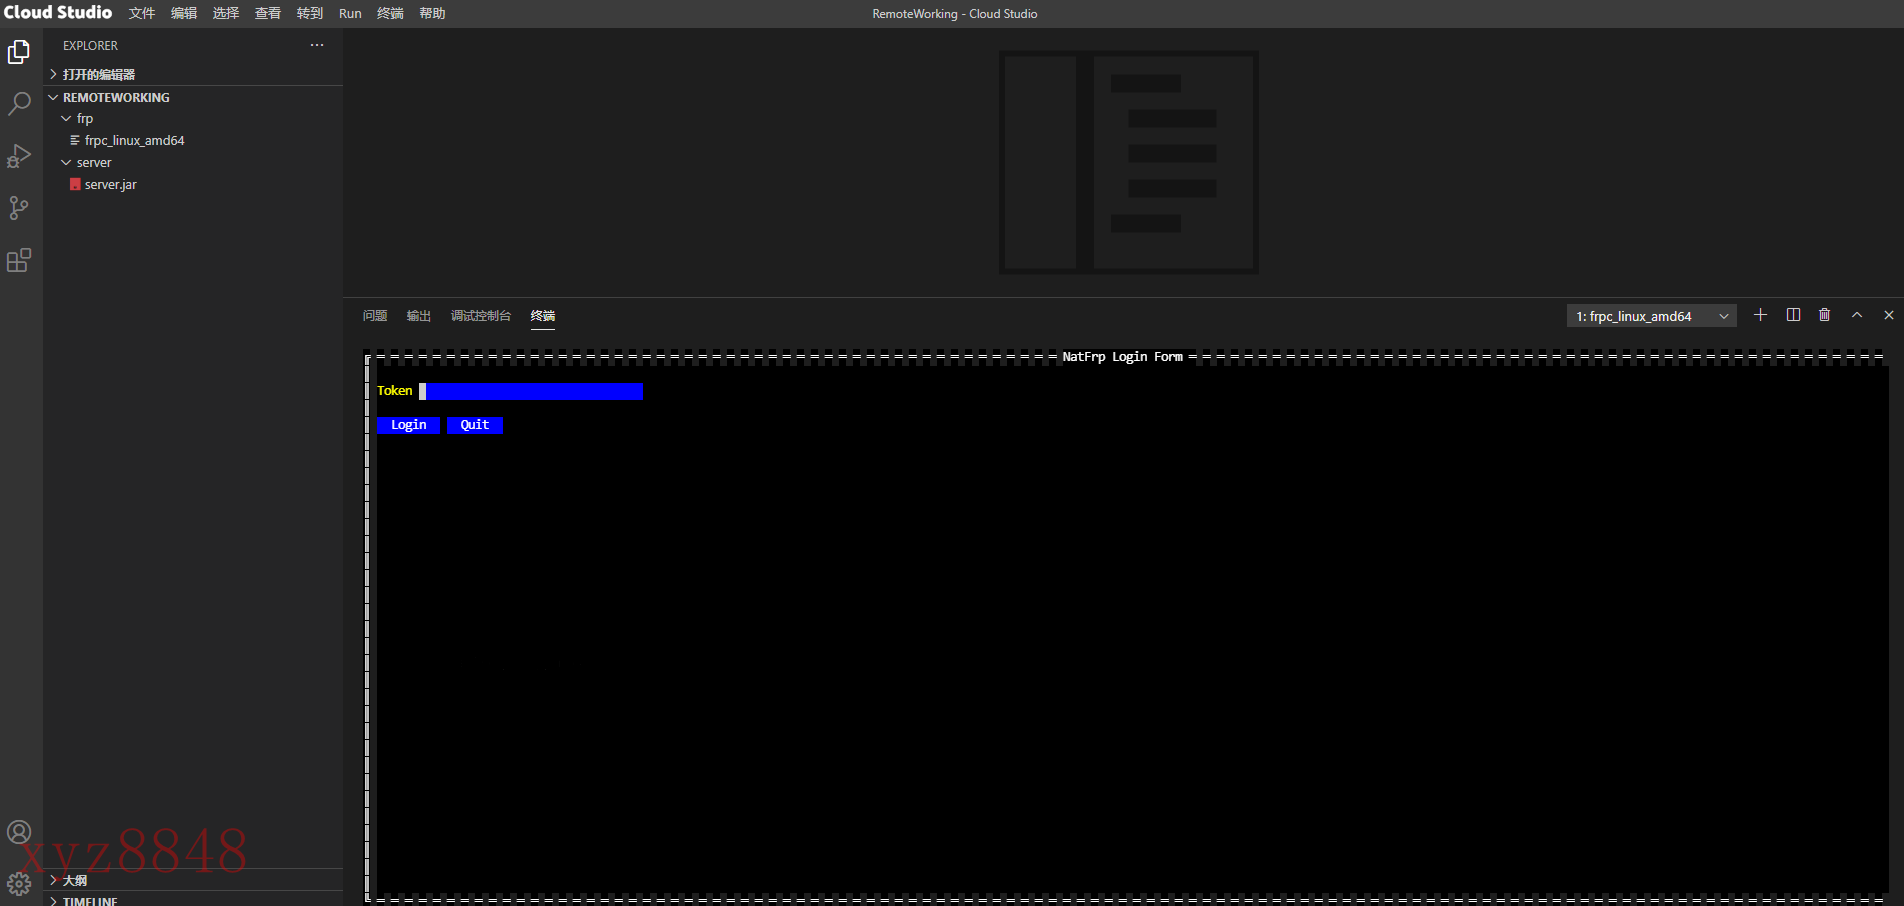 Cloud Studio 文件 编辑 选择 查看 转到 Run 终端 帮助 RemoteWorking - Cloud Studio
EXPLORER ···
打开的编辑器
REMOTEWORKING
frp
frpc_linux_amd64
server
server.jar
问题 输出 调试控制台 终端 1: frpc_linux_amd64
NatFrp Login Form
Token
Login Quit
xyz8848
大纲
TIMELINE